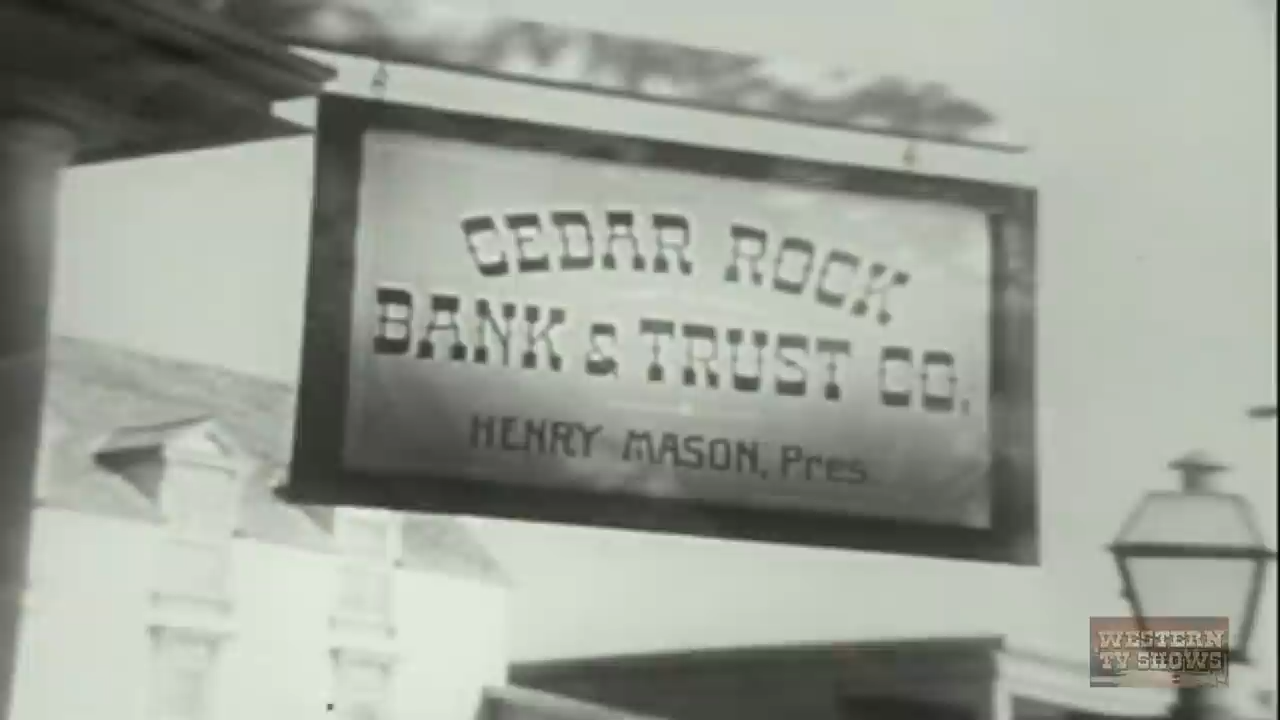 CEDAR ROCK
BANK & TRUST CO.
HENRY MASON, Pres.
WESTERN
TV SHOWS